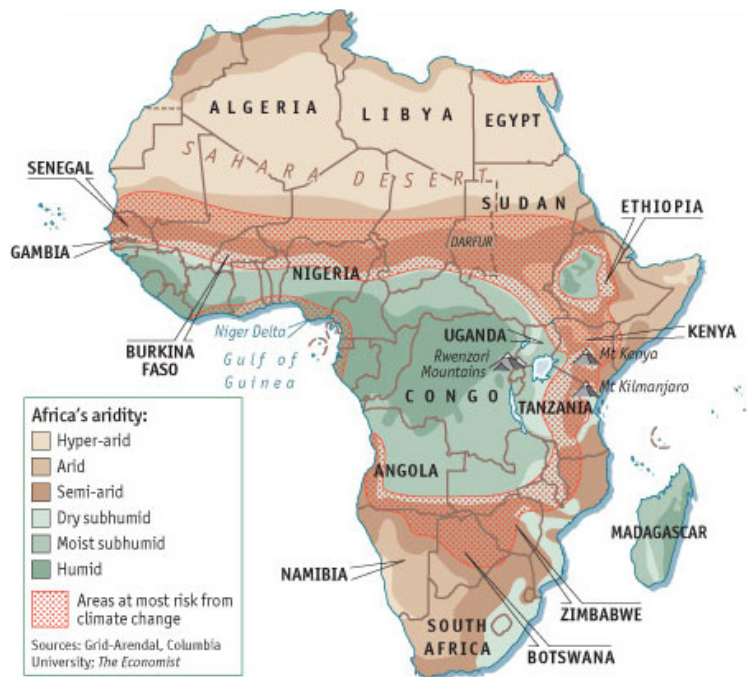 ALGERIA
LIBYA
EGYPT
SAHARA DESERT
SENEGAL
SUDAN
ETHIOPIA
DARFUR
GAMBIA
NIGERIA
Niger Delta
UGANDA
KENYA
BURKINA
FASO
Gulf of
Guinea
Rwenzori
Mountains
Mt Kenya
Mt Kilmanjaro
CONGO
TANZANIA
Africa's aridity:
Hyper-arid
Arid
Semi-arid
Dry subhumid
Moist subhumid
Humid
Areas at most risk from
climate change
Sources: Grid-Arendal, Columbia
University; The Economist
ANGOLA
MADAGASCAR
NAMIBIA
ZIMBABWE
SOUTH
AFRICA
BOTSWANA